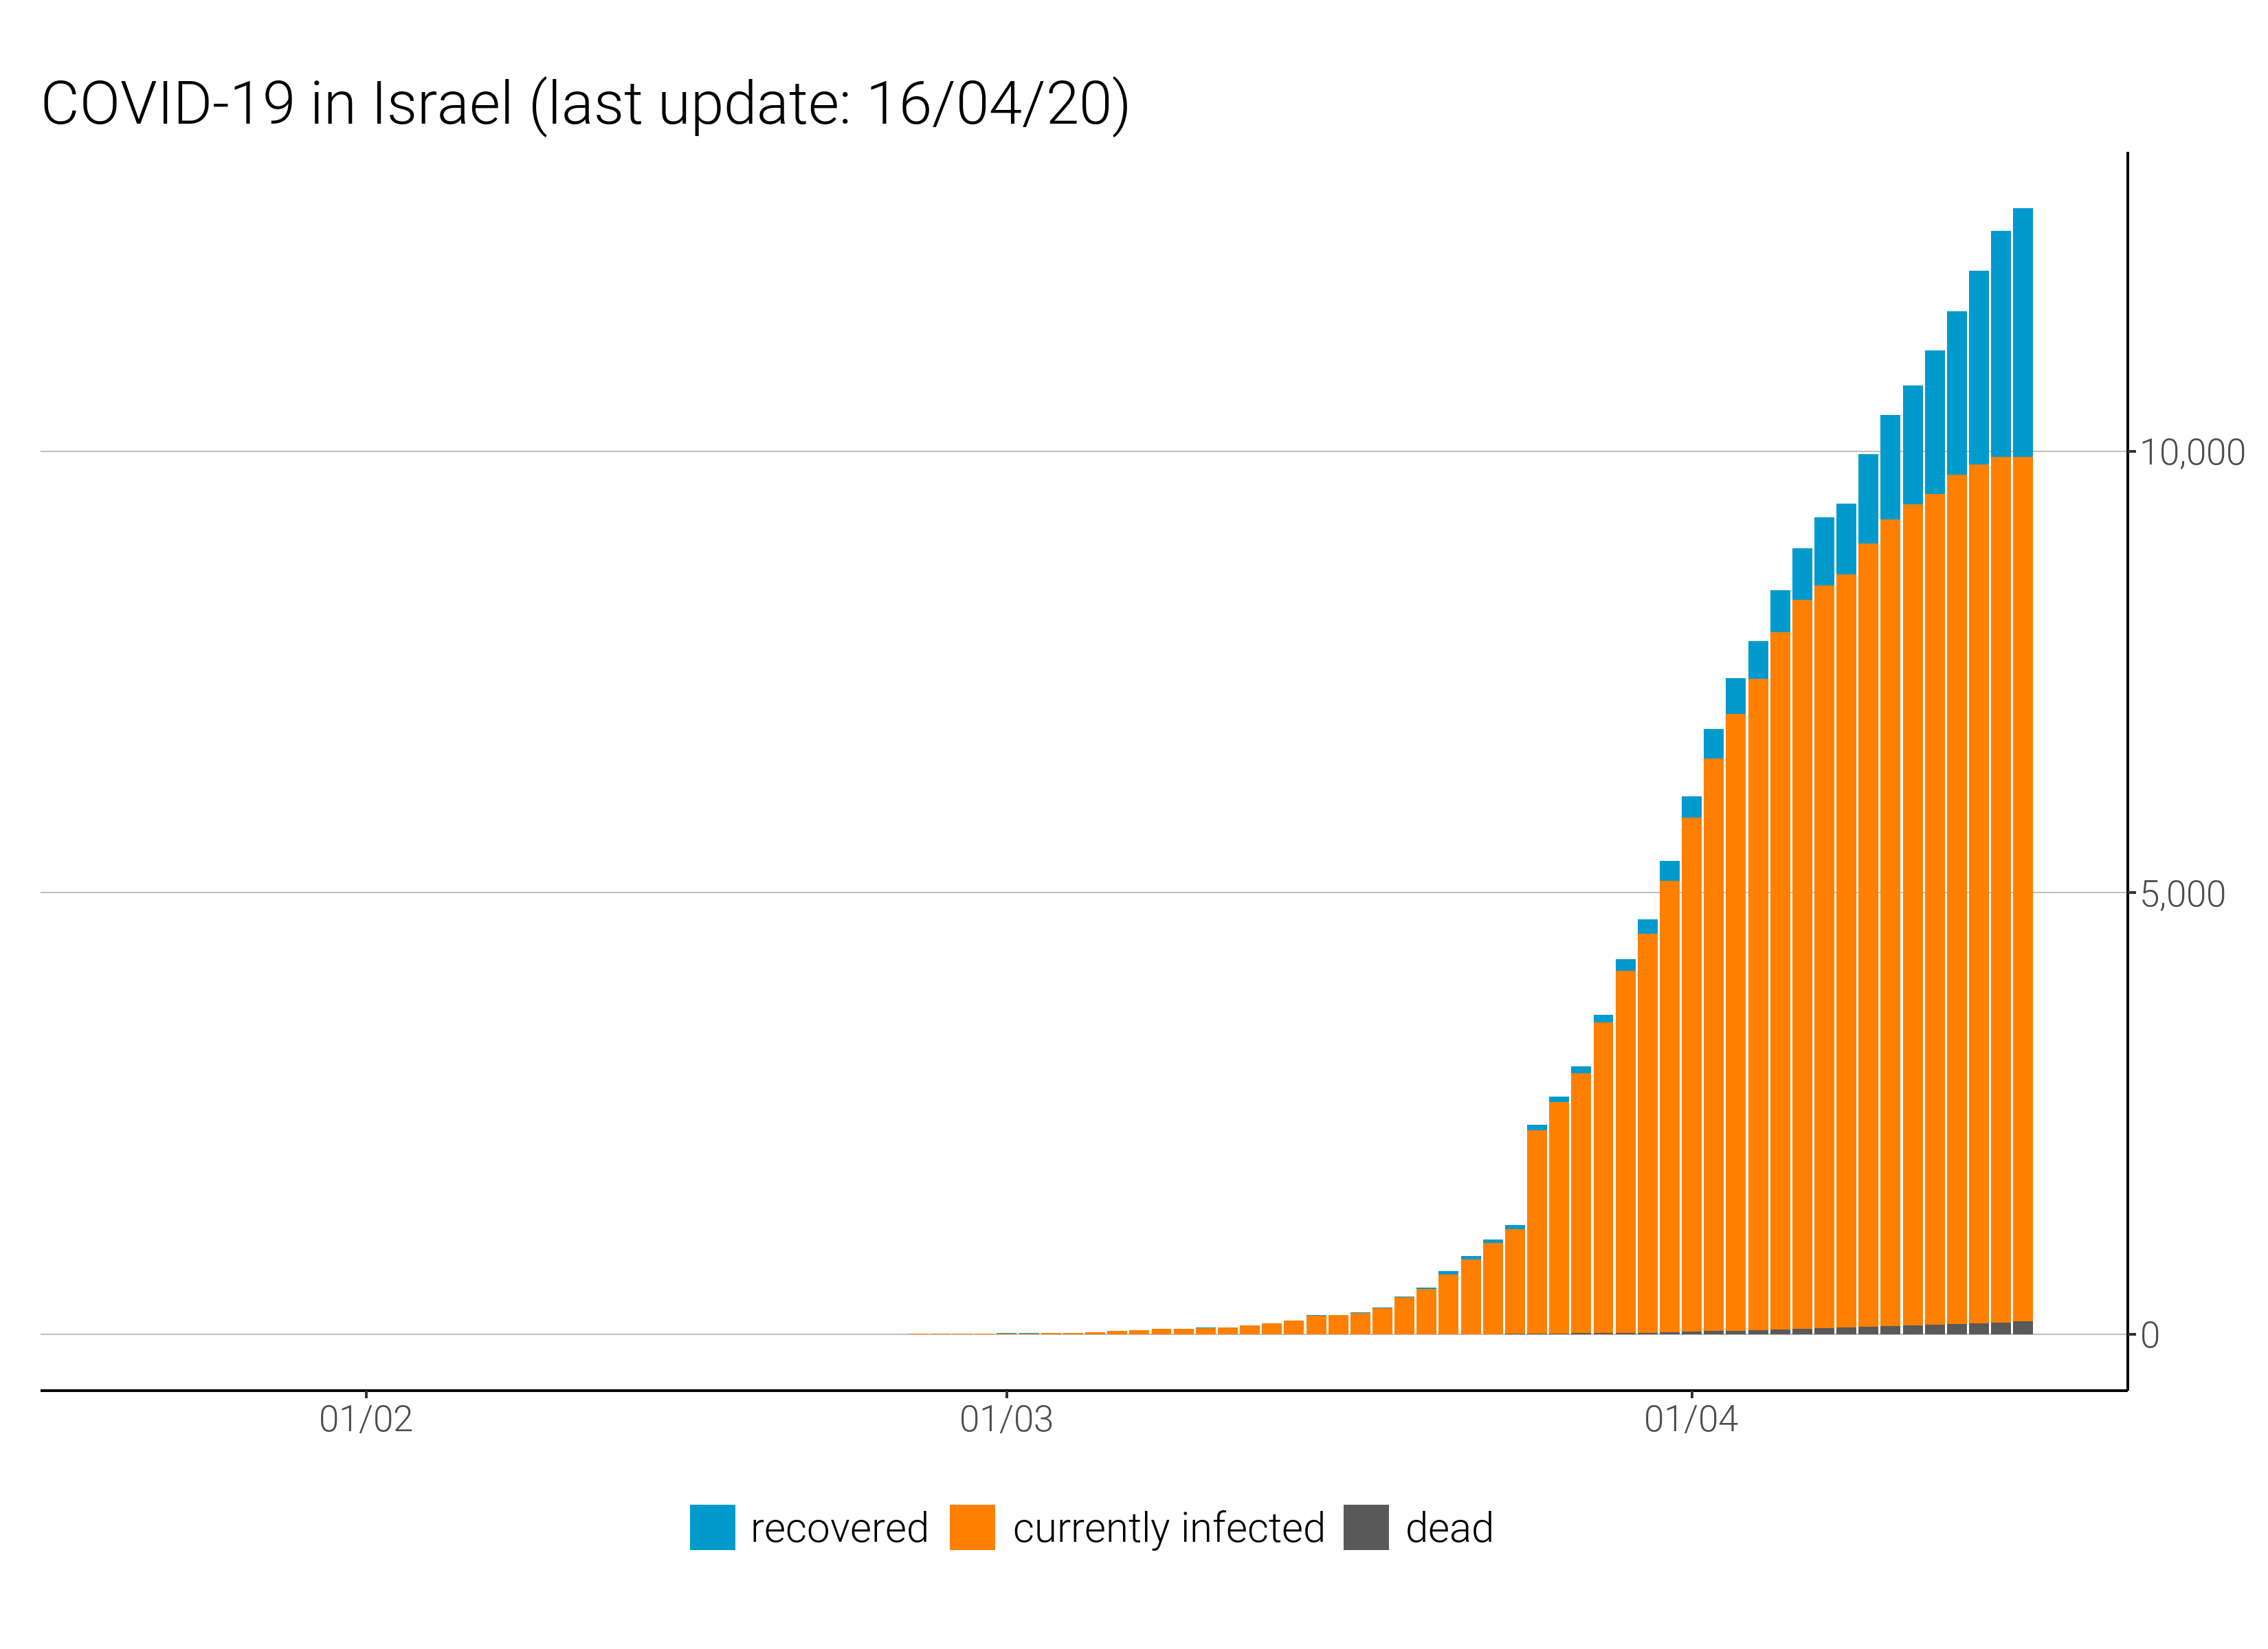 COVID-19 in Israel (last update: 16/04/20)
10,000
5,000
0
01/02 01/03 01/04
recovered currently infected dead